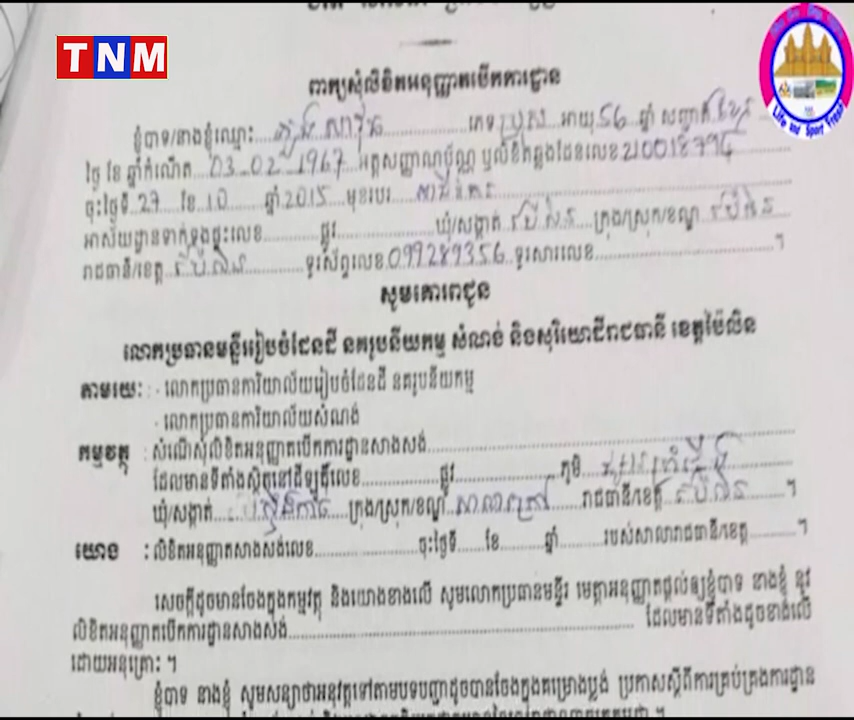 TNM
Life and Sport Fresh
ពាក្យសុំលិខិតអនុញ្ញាតបើកការដ្ឋាន
ខ្ញុំបាទ/នាងខ្ញុំឈ្មោះ ភេទ ប្រុស អាយុ 56 ឆ្នាំ សញ្ជាតិ ខ្មែរ
ថ្ងៃ ខែ ឆ្នាំកំណើត 03-02-1967 អត្តសញ្ញាណប័ណ្ណ ឬលិខិតឆ្លងដែនលេខ
ចុះថ្ងៃទី 27 ខែ 10 ឆ្នាំ 2015 មុខរបរ
អាស័យដ្ឋានទាក់ទូងផ្ទះលេខ ផ្លូវ ឃុំ/សង្កាត់ ក្រុង/ស្រុក/ខណ្ឌ
រាជធានី/ខេត្ត ប៉ៃលិន ទូរស័ព្ទលេខ 099289356 ទូរសារលេខ ។
សូមគោរពជូន
លោកប្រធានមន្ទីររៀបចំដែនដី នគរូបនីយកម្ម សំណង់ និងសុរិយោដីរាជធានី ខេត្តប៉ៃលិន
តាមរយៈ : - លោកប្រធានការិយាល័យរៀបចំដែនដី នគរូបនីយកម្ម
- លោកប្រធានការិយាល័យសំណង់
កម្មវត្ថុ : សំណើសុំលិខិតអនុញ្ញាតបើកការដ្ឋានសាងសង់
ដែលមានទីតាំងស្ថិតនៅដីឡូត៍លេខ ផ្លូវ ភូមិ
ឃុំ/សង្កាត់ ក្រុង/ស្រុក/ខណ្ឌ សាលាក្រៅ រាជធានី/ខេត្ត ប៉ៃលិន ។
យោង : លិខិតអនុញ្ញាតសាងសង់លេខ ចុះថ្ងៃទី ខែ ឆ្នាំ របស់សាលារាជធានី/ខេត្ត ។
សេចក្តីដូចមានចែងក្នុងកម្មវត្ថុ និងយោងខាងលើ សូមលោកប្រធានមន្ទីរ មេត្តាអនុញ្ញាតផ្តល់ឲ្យខ្ញុំបាទ នាងខ្ញុំ នូវ
លិខិតអនុញ្ញាតបើកការដ្ឋានសាងសង់ ដែលមានទីតាំងដូចខាងលើ
ដោយអនុគ្រោះ ។
ខ្ញុំបាទ នាងខ្ញុំ សូមសន្យាថាអនុវត្តទៅតាមបទបញ្ជាដូចបានចែងក្នុងគម្រោងប្លង់ ប្រកាសស្តីពីការគ្រប់គ្រងការដ្ឋាន